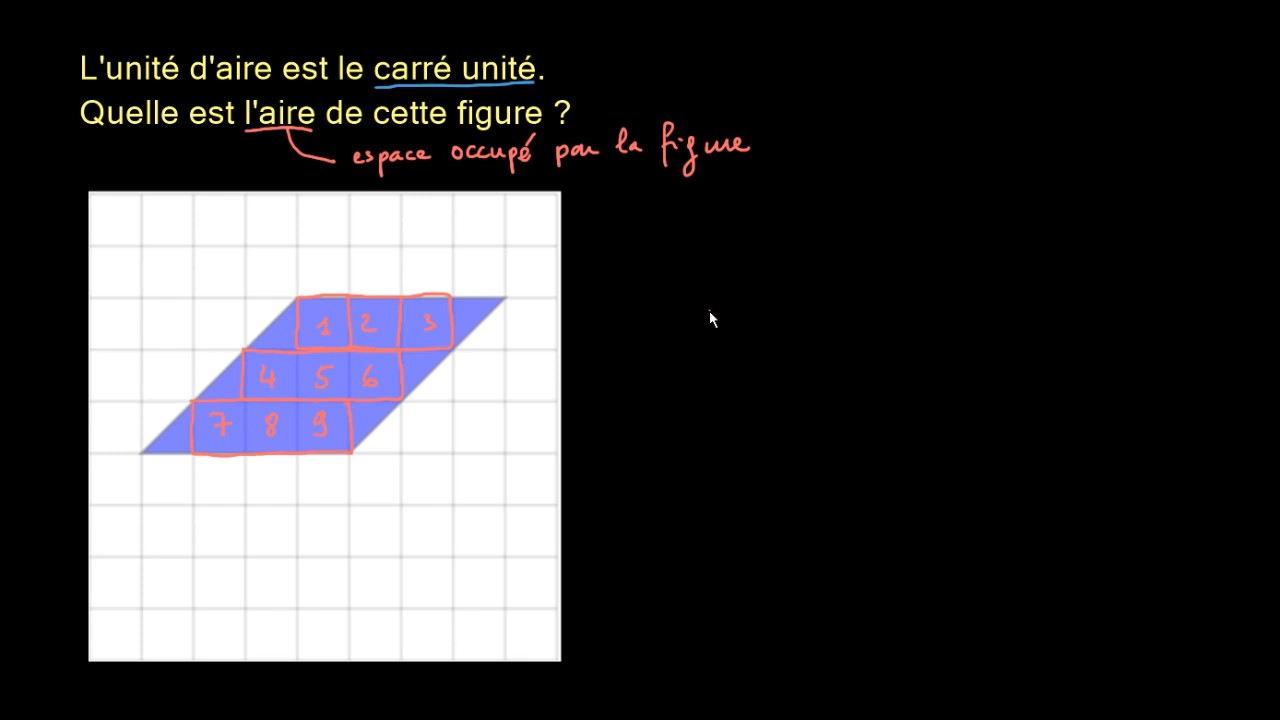 L'unité d'aire est le carré unité.
Quelle est l'aire de cette figure ?
espace occupé par la figure
1 2 3
4 5 6
7 8 9